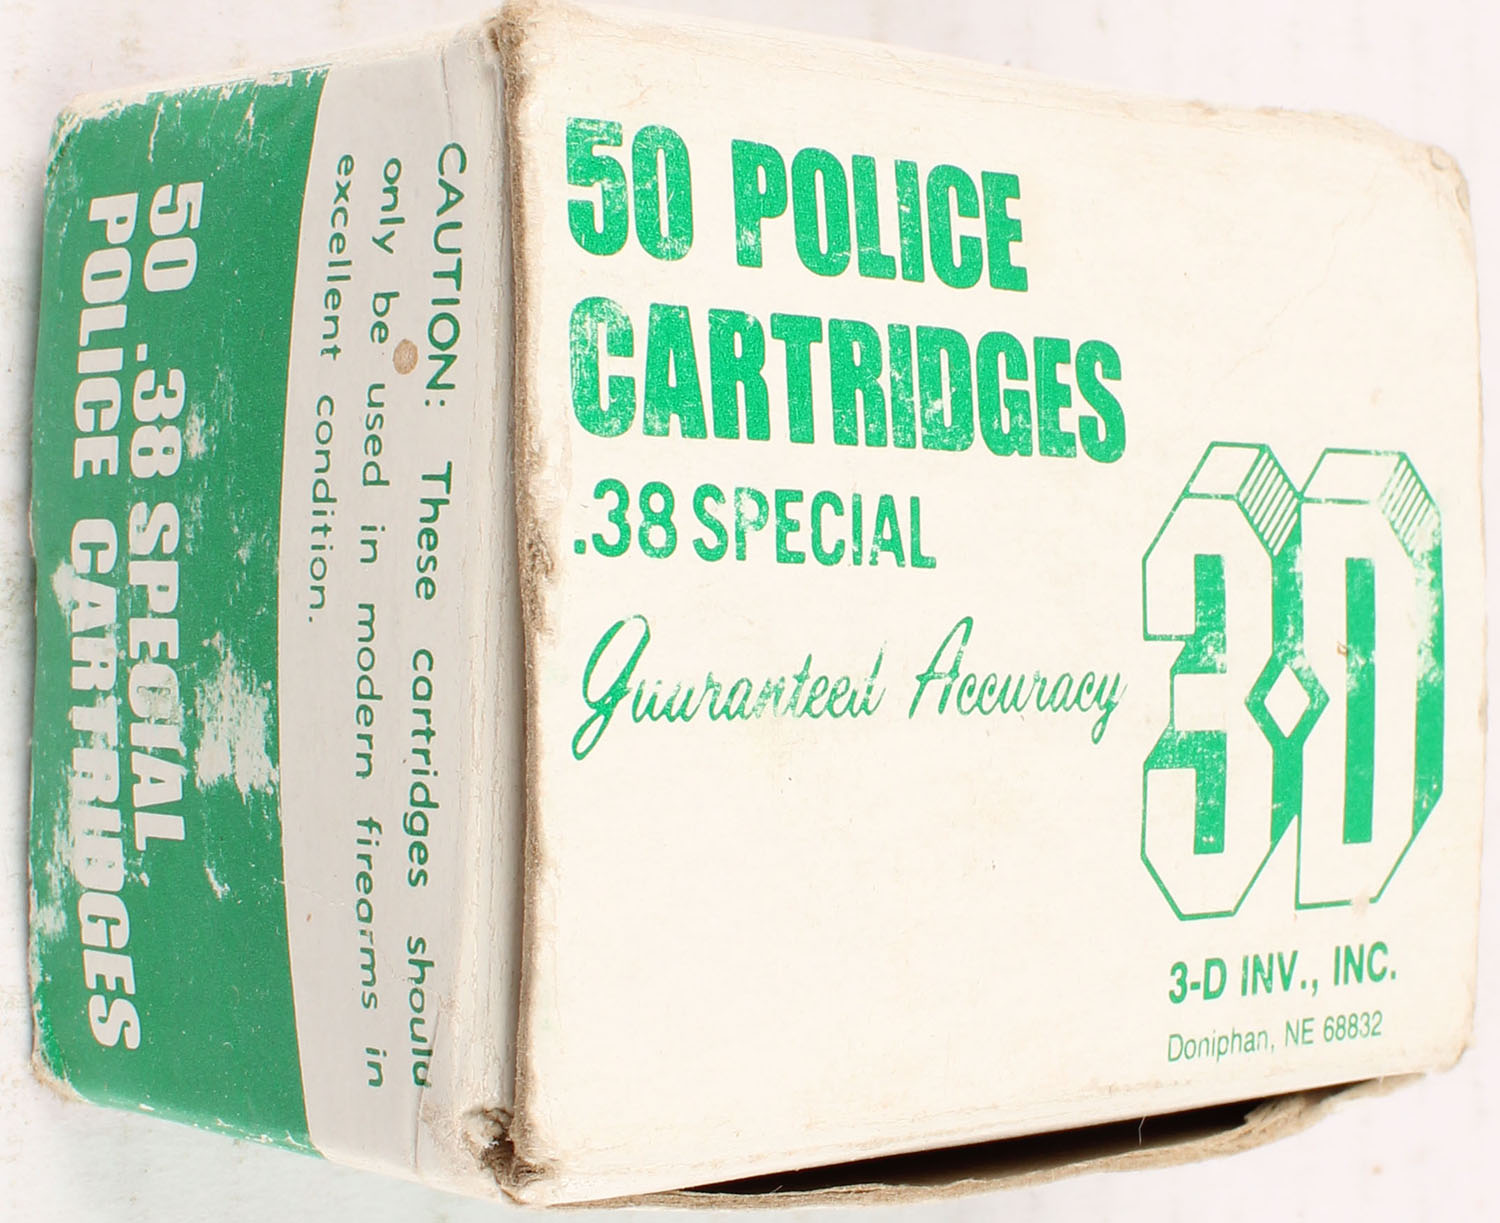 50 POLICE
CARTRIDGES
.38 SPECIAL
Guaranteed Accuracy
3D
3-D INV., INC.
Doniphan, NE 68832
CAUTION: These cartridges should
only be used in modern firearms in
excellent condition.
50 .38 SPECIAL
POLICE CARTRIDGES